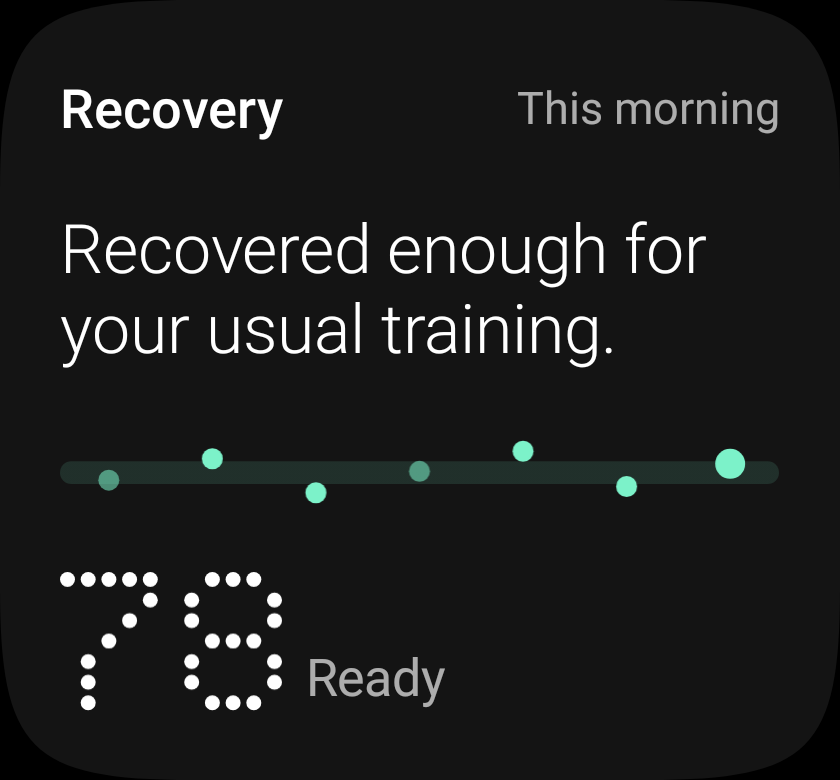 Recovery
This morning
Recovered enough for
your usual training.
78 Ready